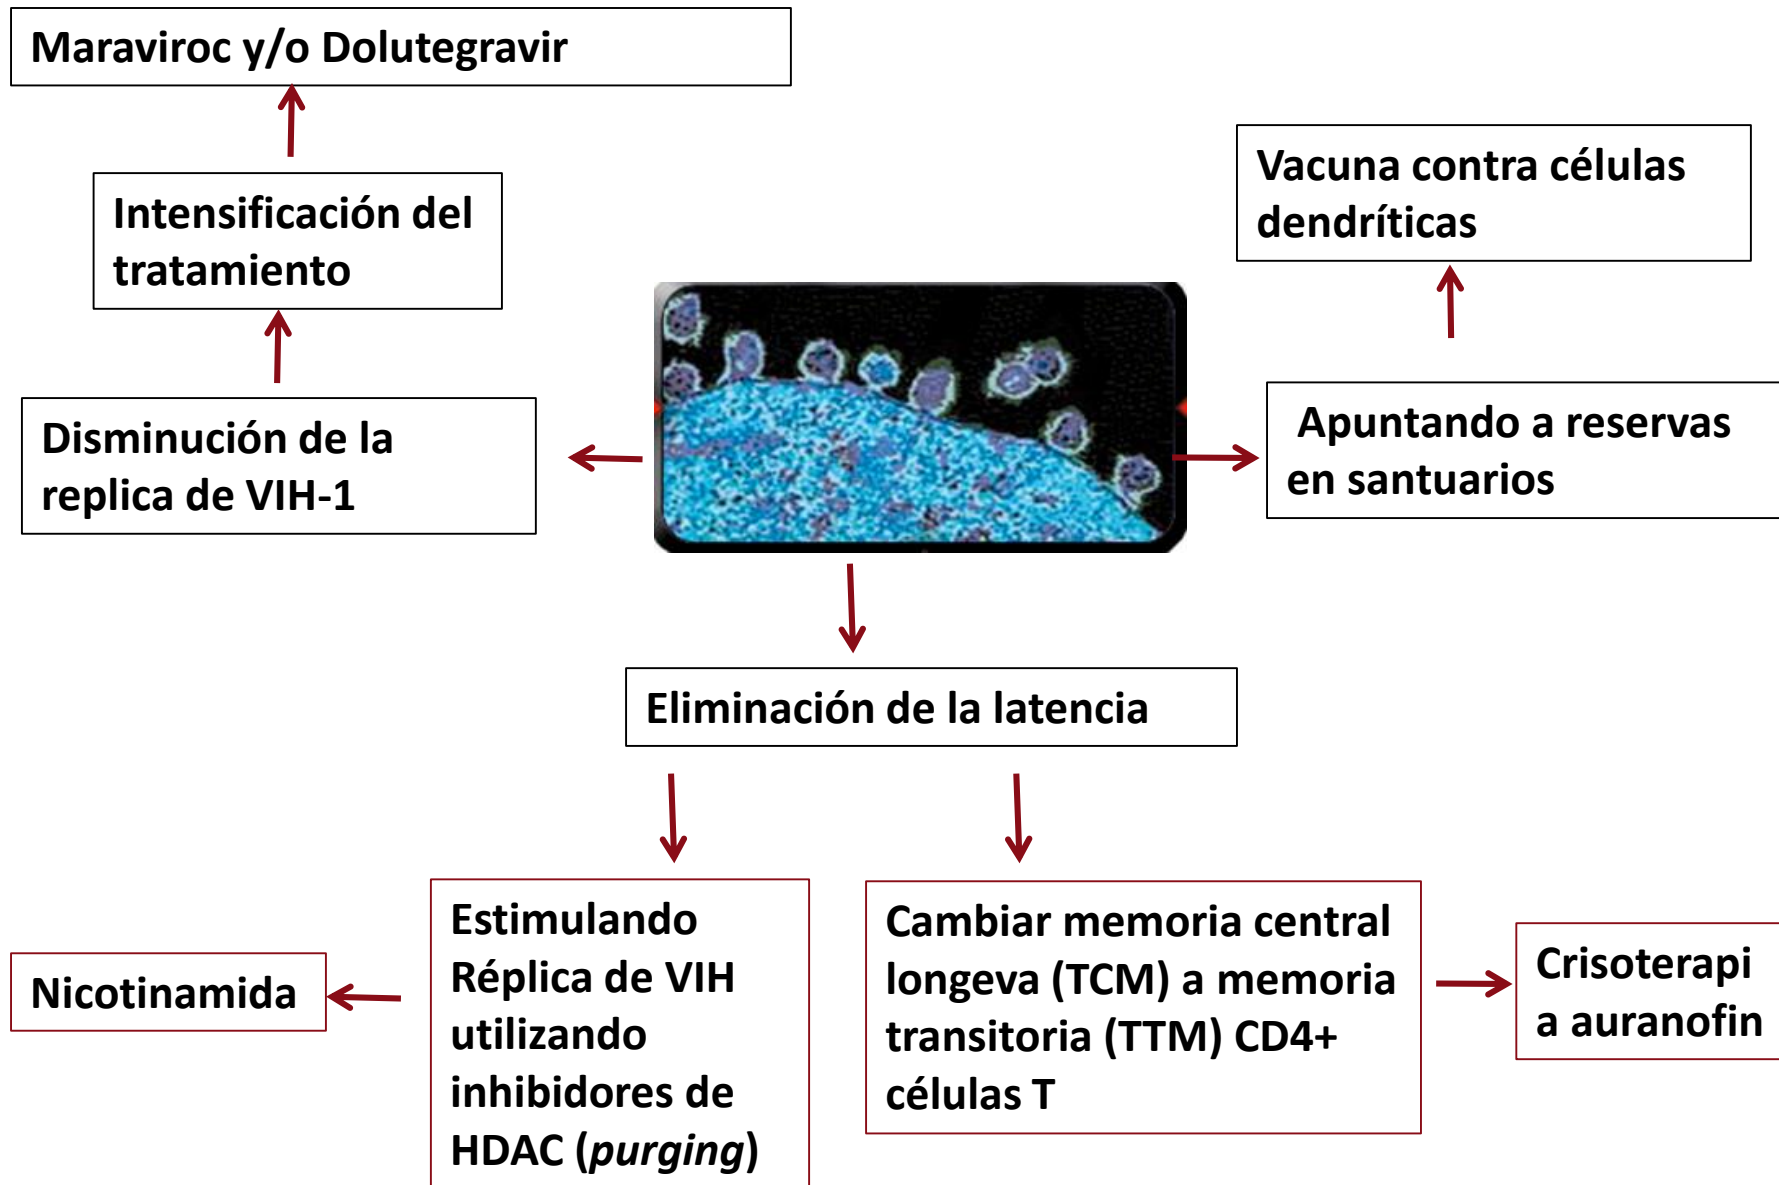 Maraviroc y/o Dolutegravir
Intensificación del
tratamiento
Disminución de la
replica de VIH-1
Vacuna contra células
dendríticas
Apuntando a reservas
en santuarios
Eliminación de la latencia
Nicotinamida
Estimulando
Réplica de VIH
utilizando
inhibidores de
HDAC (purging)
Cambiar memoria central
longeva (TCM) a memoria
transitoria (TTM) CD4+
células T
Crisoterapi
a auranofin